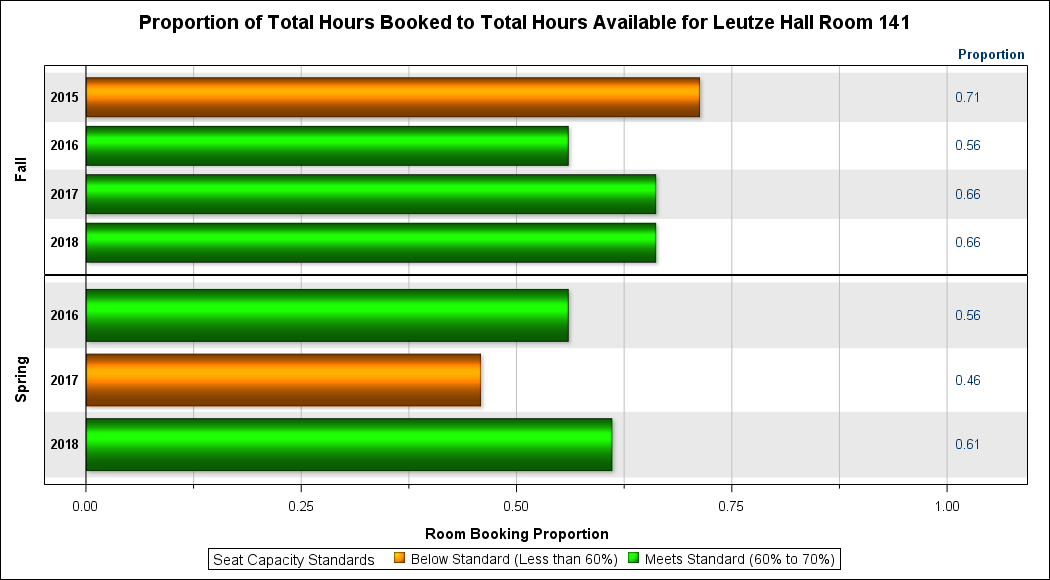 Proportion of Total Hours Booked to Total Hours Available for Leutze Hall Room 141
Proportion
Fall
2015 0.71
2016 0.56
2017 0.66
2018 0.66
Spring
2016 0.56
2017 0.46
2018 0.61
0.00 0.25 0.50 0.75 1.00
Room Booking Proportion
Seat Capacity Standards Below Standard (Less than 60%) Meets Standard (60% to 70%)